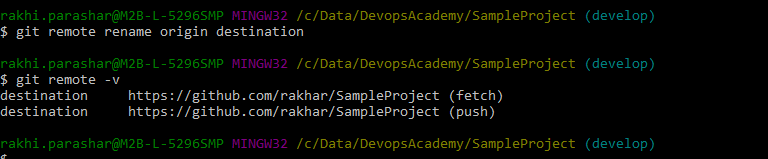 rakhi.parashar@M2B-L-5296SMP MINGW32 /c/Data/DevopsAcademy/SampleProject (develop)
$ git remote rename origin destination
rakhi.parashar@M2B-L-5296SMP MINGW32 /c/Data/DevopsAcademy/SampleProject (develop)
$ git remote -v
destination     https://github.com/rakhar/SampleProject (fetch)
destination     https://github.com/rakhar/SampleProject (push)
rakhi.parashar@M2B-L-5296SMP MINGW32 /c/Data/DevopsAcademy/SampleProject (develop)
$